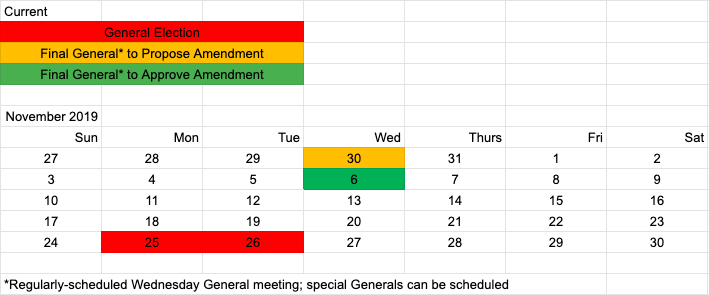 Current
General Election
Final General* to Propose Amendment
Final General* to Approve Amendment
November 2019
Sun Mon Tue Wed Thurs Fri Sat
27 28 29 30 31 1 2
3 4 5 6 7 8 9
10 11 12 13 14 15 16
17 18 19 20 21 22 23
24 25 26 27 28 29 30
*Regularly-scheduled Wednesday General meeting; special Generals can be scheduled